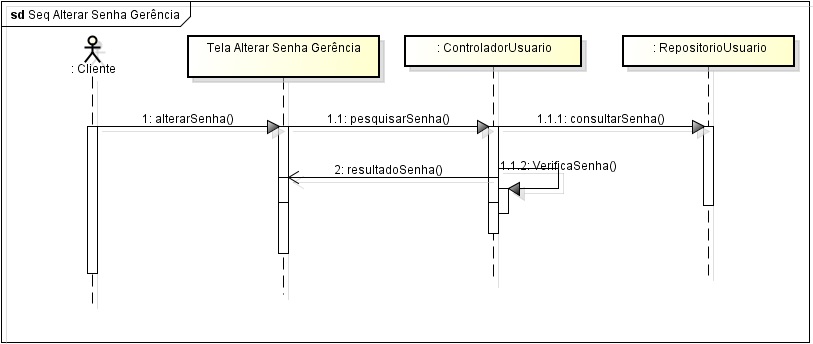 sd Seq Alterar Senha Gerência
: Cliente
Tela Alterar Senha Gerência
: ControladorUsuario
: RepositorioUsuario
1: alterarSenha()
1.1: pesquisarSenha()
1.1.1: consultarSenha()
2: resultadoSenha()
1.1.2: VerificaSenha()